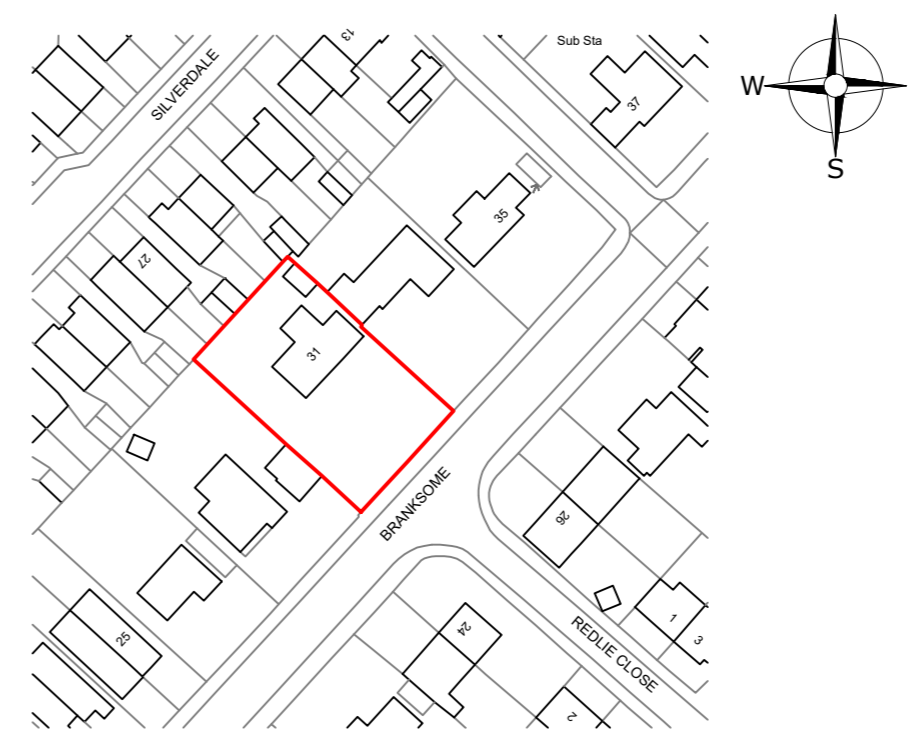 Sub Sta
13
SILVERDALE
W
37
S
35
27
31
BRANKSOME
26
1
3
24
REDLIE CLOSE
25
2